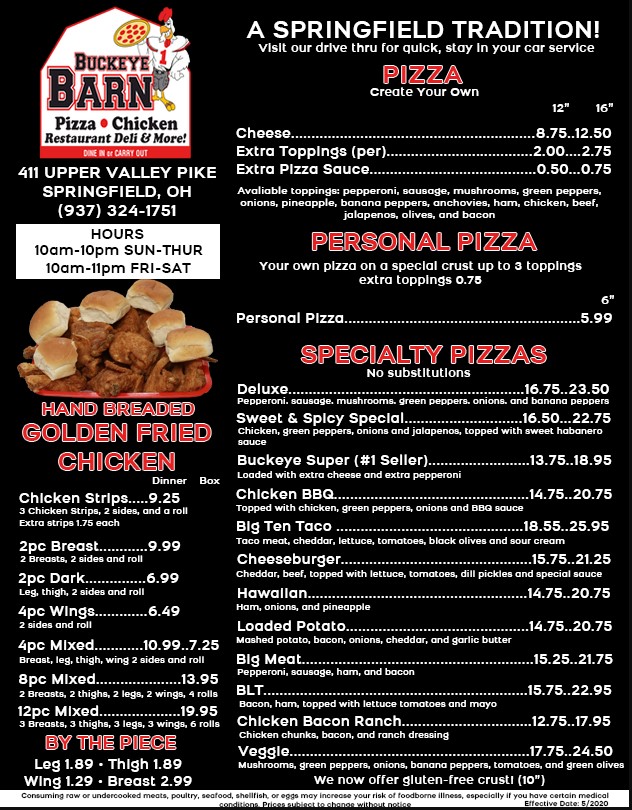 BUCKEYE
BARN
Pizza • Chicken
Restaurant Deli & More!
DINE IN or CARRY OUT
411 UPPER VALLEY PIKE
SPRINGFIELD, OH
(937) 324-1751
HOURS
10am-10pm SUN-THUR
10am-11pm FRI-SAT
HAND BREADED
GOLDEN FRIED
CHICKEN
Dinner Box
Chicken Strips.....9.25
3 Chicken Strips, 2 sides, and a roll
Extra strips 1.75 each
2pc Breast............9.99
2 Breasts, 2 sides and roll
2pc Dark...............6.99
Leg, thigh, 2 sides and roll
4pc Wings............6.49
2 sides and roll
4pc Mixed............10.99..7.25
Breast, leg, thigh, wing 2 sides and roll
8pc Mixed.....................13.95
2 Breasts, 2 thighs, 2 legs, 2 wings, 4 rolls
12pc Mixed....................19.95
3 Breasts, 3 thighs, 3 legs, 3 wings, 6 rolls
BY THE PIECE
Leg 1.89 • Thigh 1.89
Wing 1.29 • Breast 2.99
A SPRINGFIELD TRADITION!
Visit our drive thru for quick, stay in your car service
PIZZA
Create Your Own
12” 16”
Cheese............................................................8.75..12.50
Extra Toppings (per)....................................2.00....2.75
Extra Pizza Sauce.........................................0.50...0.75
Avaliable toppings: pepperoni, sausage, mushrooms, green peppers,
onions, pineapple, banana peppers, anchovies, ham, chicken, beef,
jalapenos, olives, and bacon
PERSONAL PIZZA
Your own pizza on a special crust up to 3 toppings
extra toppings 0.75
6”
Personal Pizza..........................................................5.99
SPECIALTY PIZZAS
No substitutions
Deluxe..........................................................16.75..23.50
Pepperoni, sausage, mushrooms, green peppers, onions, and banana peppers
Sweet & Spicy Special.............................16.50...22.75
Chicken, green peppers, onions and jalapenos, topped with sweet habanero
sauce
Buckeye Super (#1 Seller).........................13.75..18.95
Loaded with extra cheese and extra pepperoni
Chicken BBQ................................................14.75..20.75
Topped with chicken, green peppers, onions and BBQ sauce
Big Ten Taco ..............................................18.55..25.95
Taco meat, cheddar, lettuce, tomatoes, black olives and sour cream
Cheeseburger...............................................15.75..21.25
Cheddar, beef, topped with lettuce, tomatoes, dill pickles and special sauce
Hawaiian.......................................................14.75..20.75
Ham, onions, and pineapple
Loaded Potato.............................................14.75..20.75
Mashed potato, bacon, onions, cheddar, and garlic butter
Big Meat.........................................................15.25..21.75
Pepperoni, sausage, ham, and bacon
BLT.................................................................15.75..22.95
Bacon, ham, topped with lettuce tomatoes and mayo
Chicken Bacon Ranch................................12.75..17.95
Chicken chunks, bacon, and ranch dressing
Veggie...........................................................17.75..24.50
Mushrooms, green peppers, onions, banana peppers, tomatoes, and green olives
We now offer gluten-free crust! (10”)
Consuming raw or undercooked meats, poultry, seafood, shellfish, or eggs may increase your risk of foodborne illness, especially if you have certain medical
conditions. Prices subject to change without notice
Effective Date: 5/2020